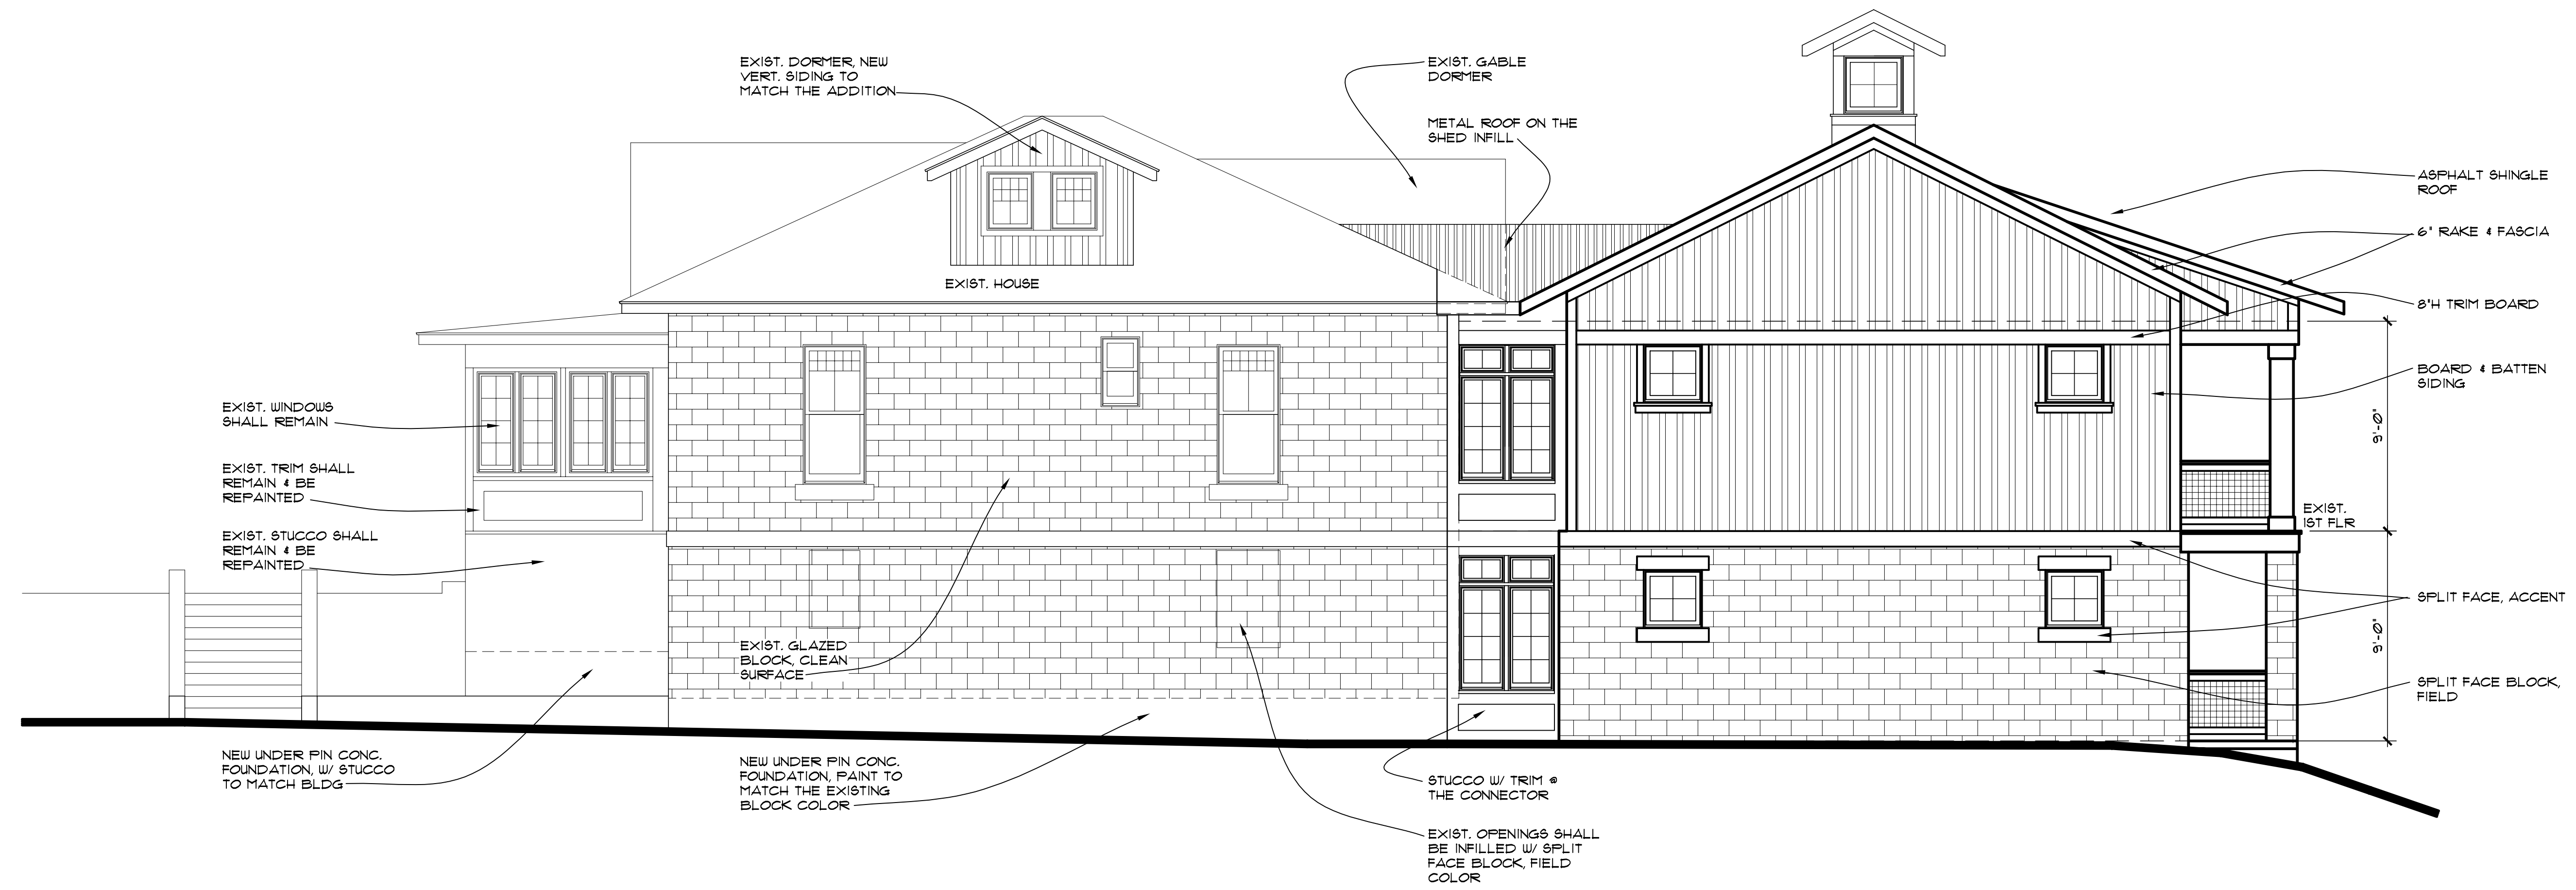 EXIST. DORMER, NEW
VERT. SIDING TO
MATCH THE ADDITION
EXIST. GABLE
DORMER
METAL ROOF ON THE
SHED INFILL
ASPHALT SHINGLE
ROOF
6" RAKE & FASCIA
EXIST. HOUSE
8"H TRIM BOARD
BOARD & BATTEN
SIDING
EXIST. WINDOWS
SHALL REMAIN
9'-0"
EXIST. TRIM SHALL
REMAIN & BE
REPAINTED
EXIST.
1ST FLR
EXIST. STUCCO SHALL
REMAIN & BE
REPAINTED
SPLIT FACE, ACCENT
9'-0"
EXIST. GLAZED
BLOCK, CLEAN
SURFACE
SPLIT FACE BLOCK,
FIELD
NEW UNDER PIN CONC.
FOUNDATION, W/ STUCCO
TO MATCH BLDG
NEW UNDER PIN CONC.
FOUNDATION, PAINT TO
MATCH THE EXISTING
BLOCK COLOR
STUCCO W/ TRIM @
THE CONNECTOR
EXIST. OPENINGS SHALL
BE INFILLED W/ SPLIT
FACE BLOCK, FIELD
COLOR